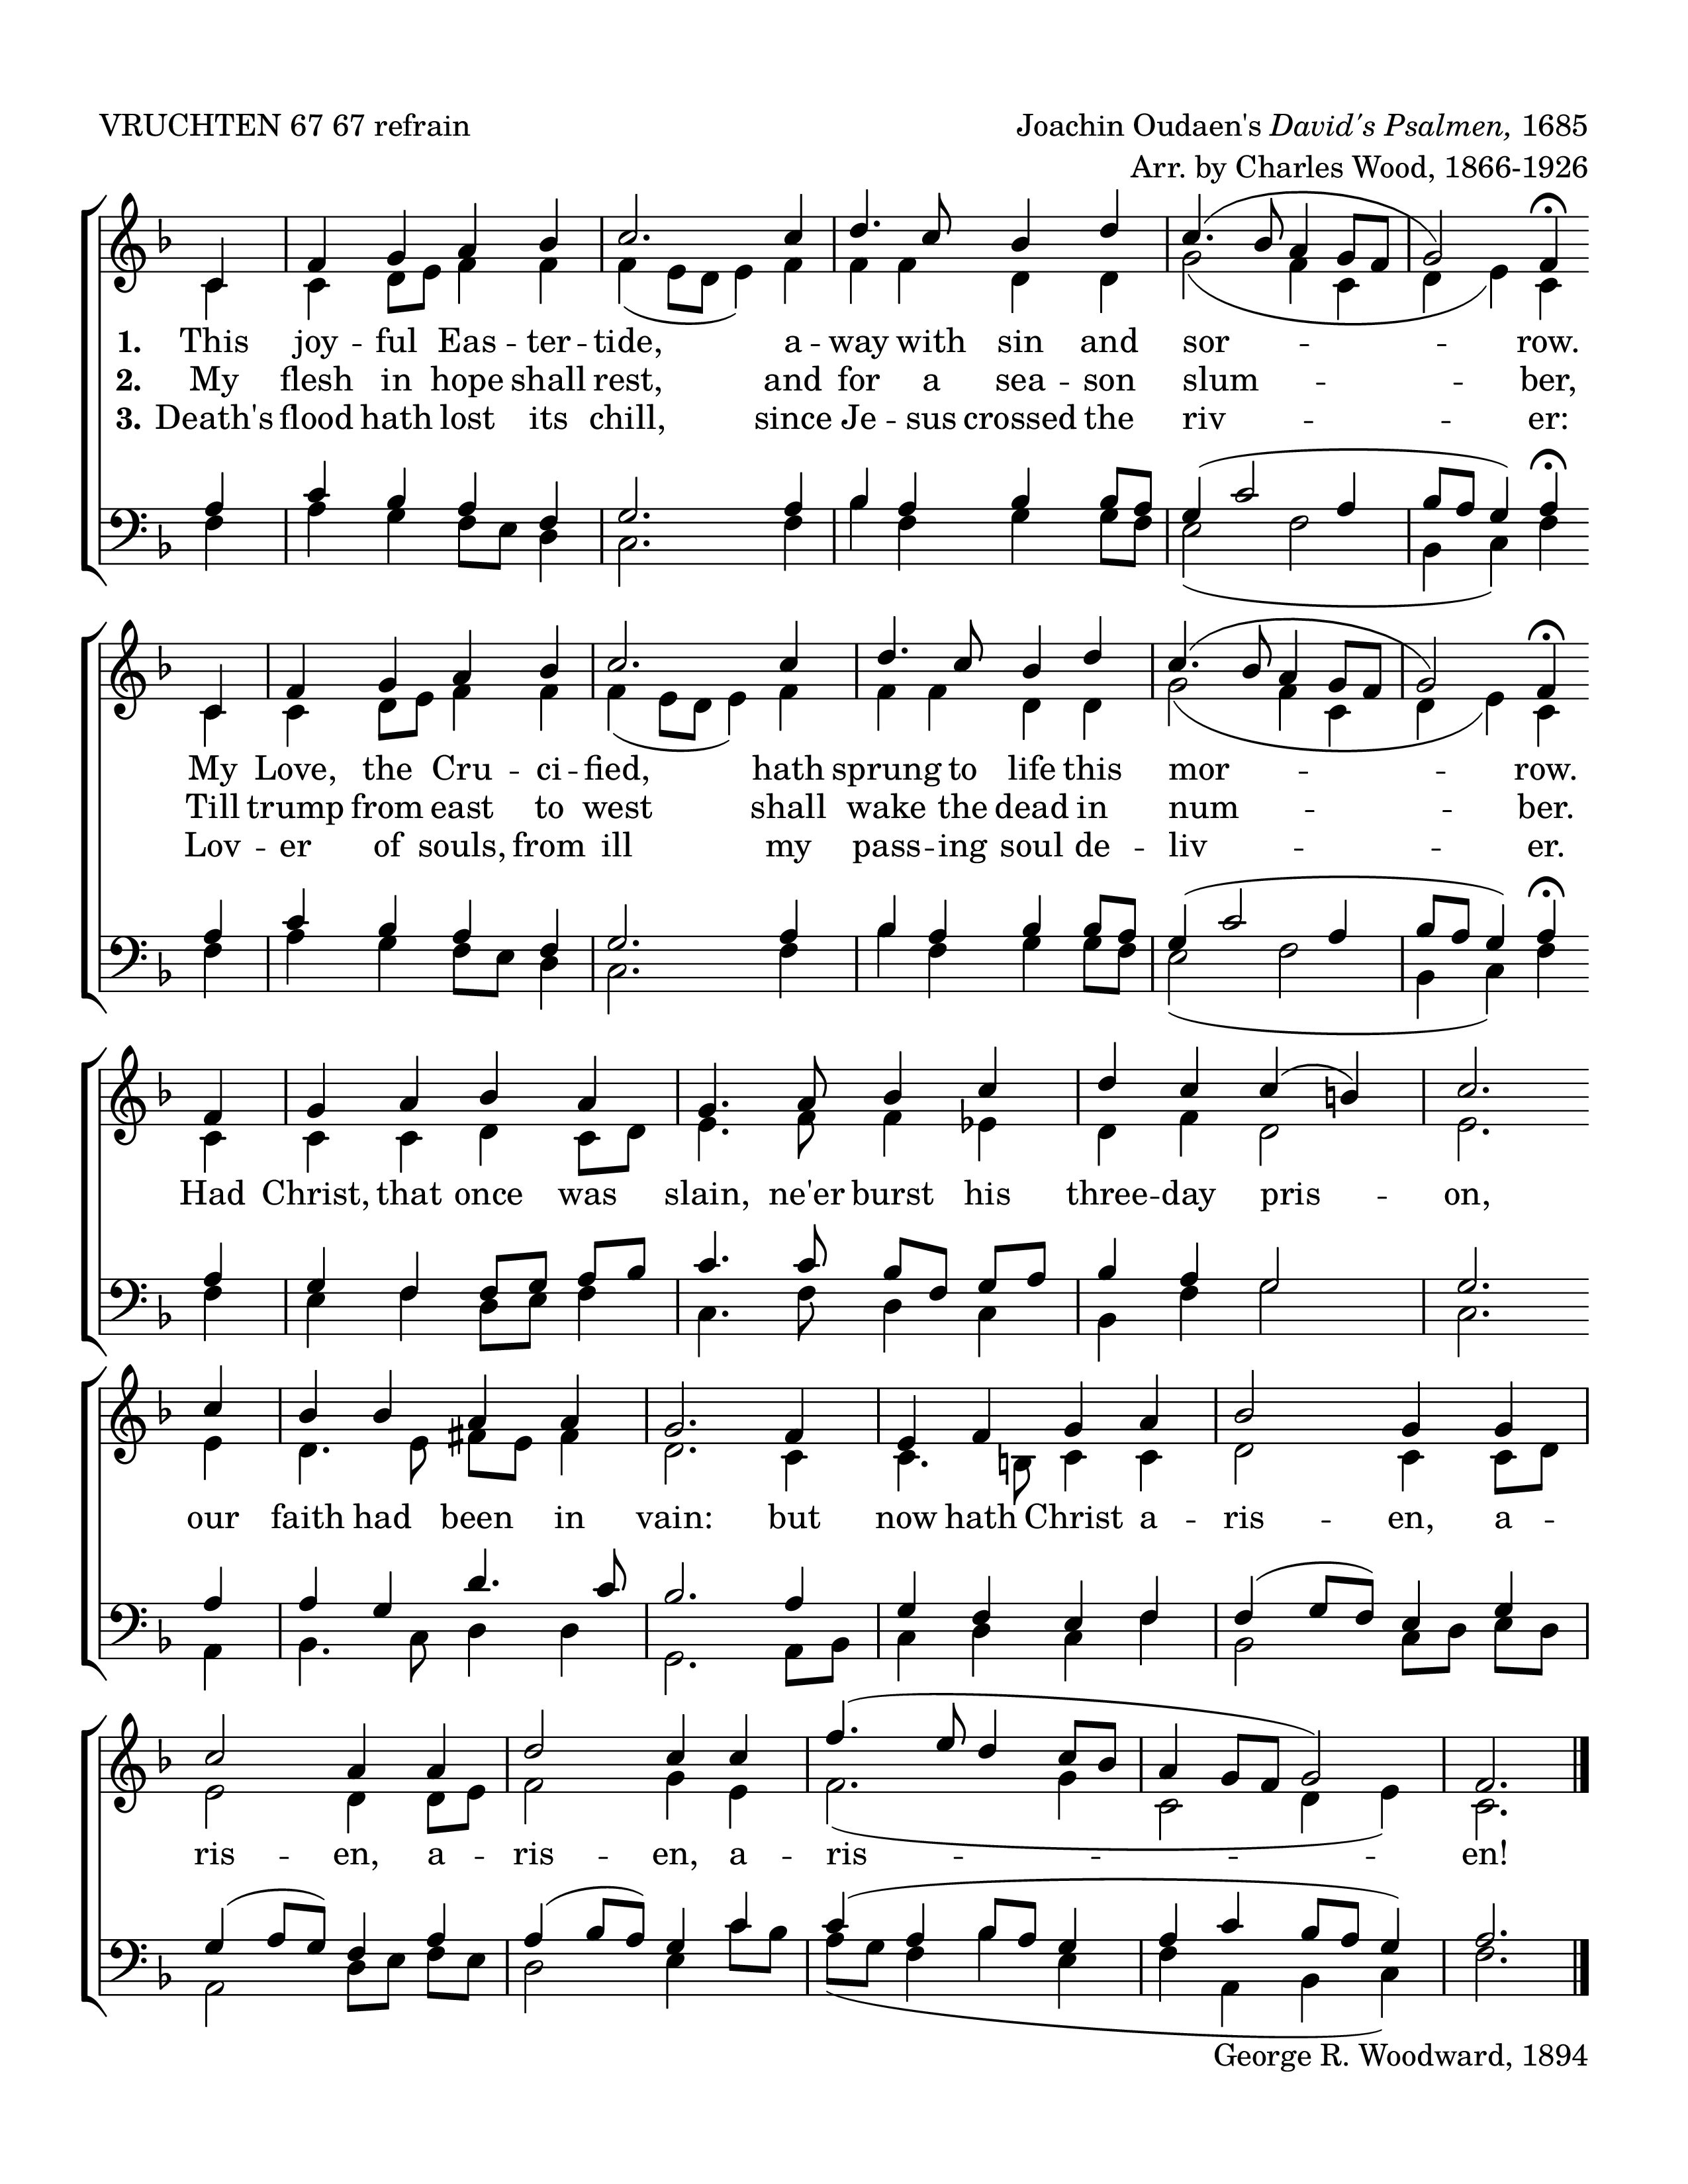 VRUCHTEN 67 67 refrain
Joachin Oudaen's David's Psalmen, 1685
Arr. by Charles Wood, 1866-1926
1. This joy - ful Eas - ter - tide, a - way with sin and sor - - - row.
2. My flesh in hope shall rest, and for a sea - son slum - - - ber,
3. Death's flood hath lost its chill, since Je - sus crossed the riv - - - er:
My Love, the Cru - ci - fied, hath sprung to life this mor - - - row.
Till trump from east to west shall wake the dead in num - - - ber.
Lov - er of souls, from ill my pass - ing soul de - liv - - - er.
Had Christ, that once was slain, ne'er burst his three - day pris - on,
our faith had been in vain: but now hath Christ a - ris - en, a -
ris - en, a - ris - en, a - ris - - - - - en!
George R. Woodward, 1894